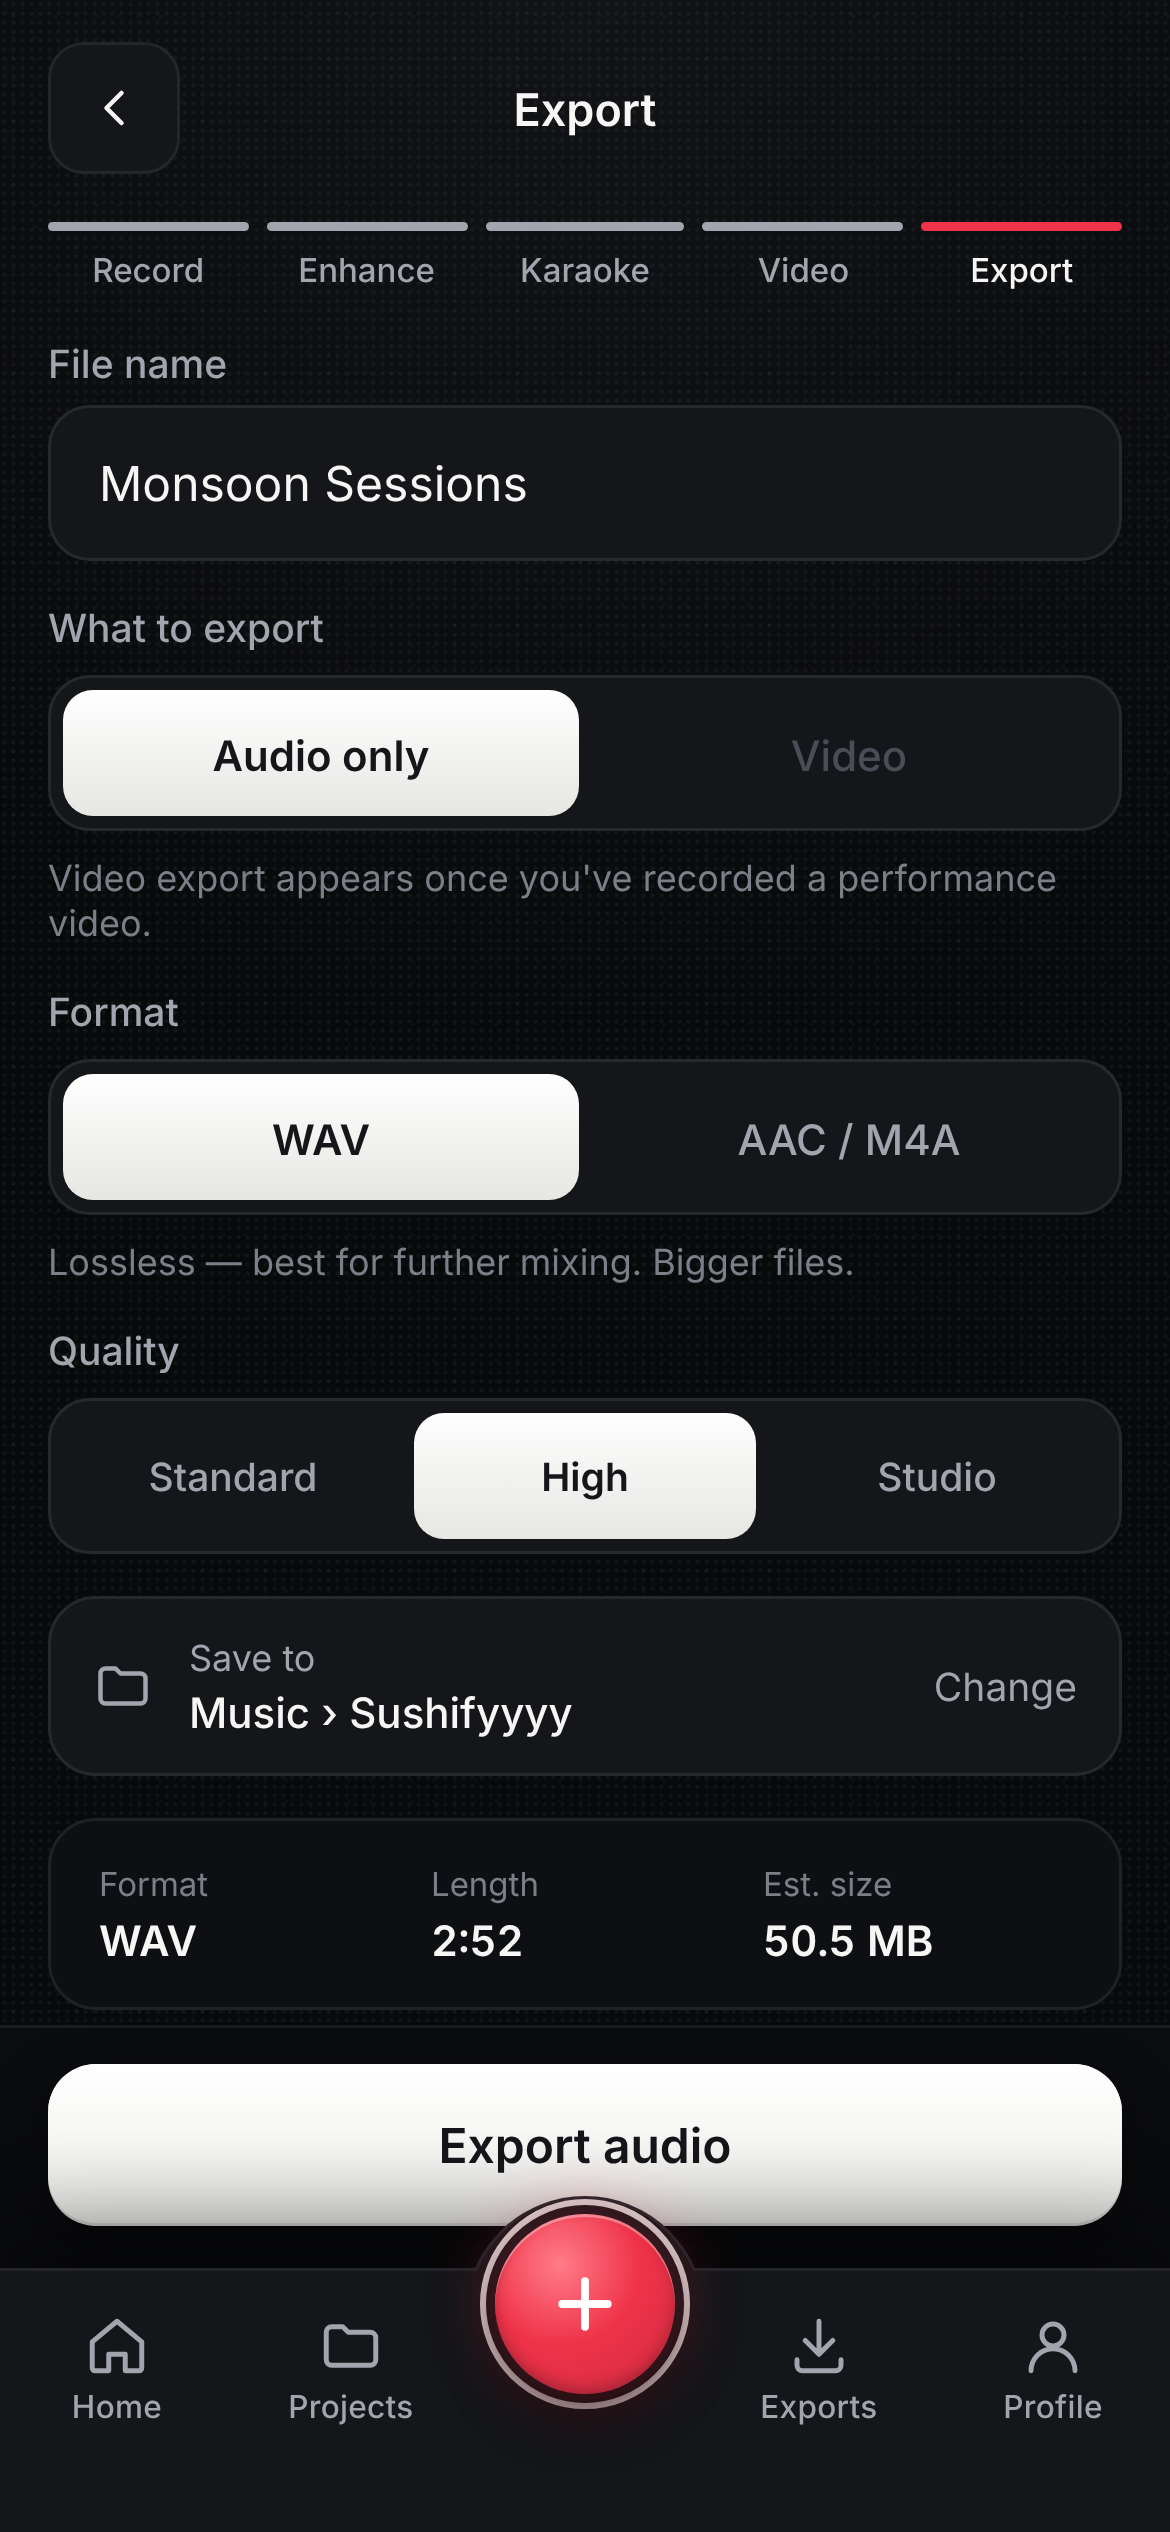 Export
Record
Enhance
Karaoke
Video
Export
File name
Monsoon Sessions
What to export
Audio only
Video
Video export appears once you've recorded a performance
video.
Format
WAV
AAC / M4A
Lossless — best for further mixing. Bigger files.
Quality
Standard
High
Studio
Save to
Music › Sushifyyyy
Change
Format
Length
Est. size
WAV
2:52
50.5 MB
Export audio
Home
Projects
Exports
Profile